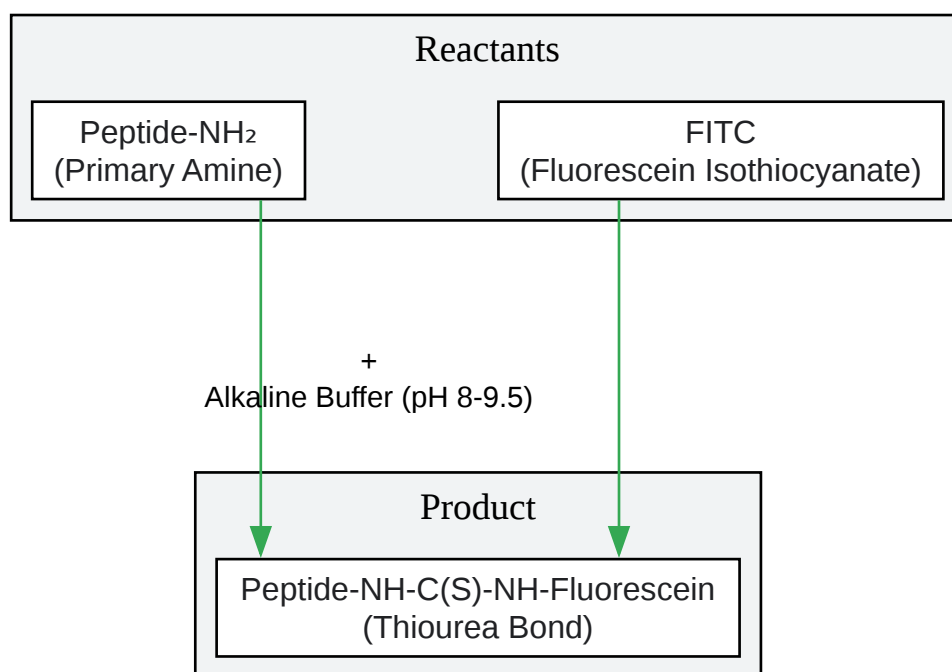 Reactants
Peptide-NH₂
(Primary Amine)
FITC
(Fluorescein Isothiocyanate)
+
Alkaline Buffer (pH 8-9.5)
Product
Peptide-NH-C(S)-NH-Fluorescein
(Thiourea Bond)